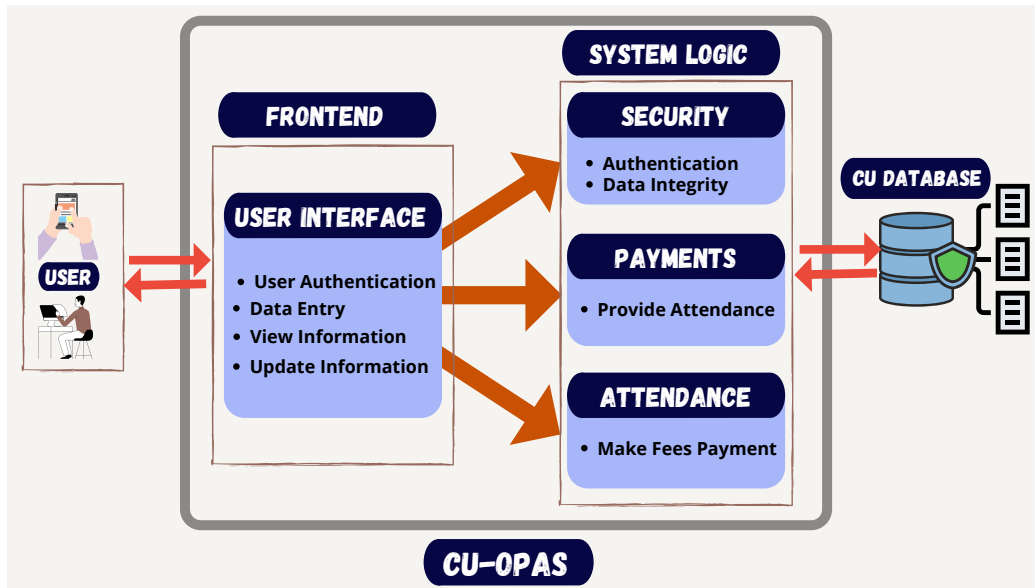 SYSTEM LOGIC
FRONTEND
SECURITY
• Authentication
• Data Integrity
CU DATABASE
USER INTERFACE
• User Authentication
• Data Entry
• View Information
• Update Information
USER
PAYMENTS
• Provide Attendance
ATTENDANCE
• Make Fees Payment
CU-OPAS